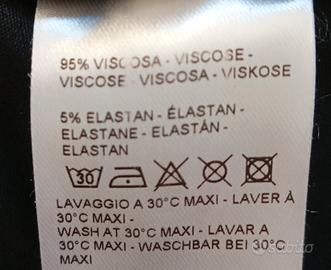 95% VISCOSA - VISCOSE -
VISCOSE - VISCOSA - VISKOSE
5% ELASTAN - ÉLASTAN -
ELASTANE - ELASTÁN -
ELASTAN
30
LAVAGGIO A 30°C MAXI - LAVER À
30°C MAXI -
WASH AT 30°C MAXI - LAVAR A
30°C MAXI - WASCHBAR BEI 30°C
MAXI
subito